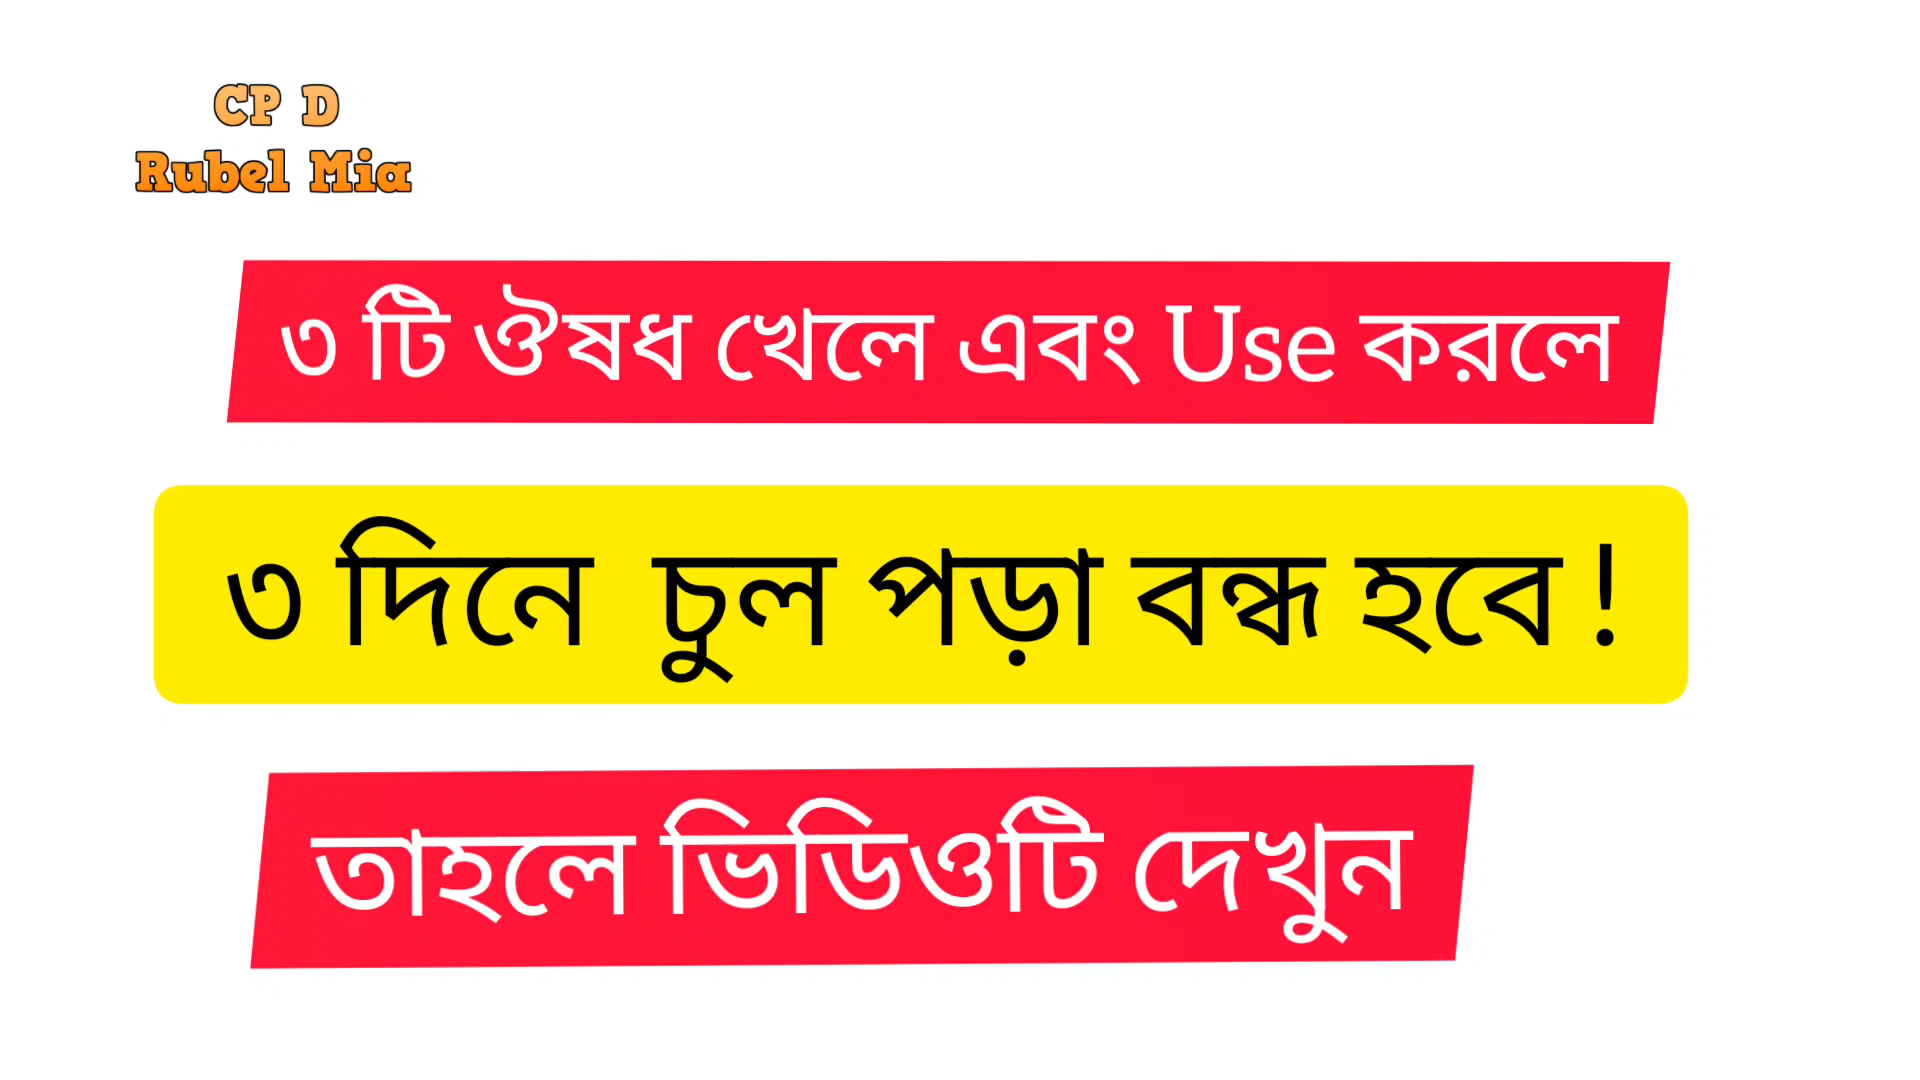 CP D
Rubel Mia
৩ টি ঔষধ খেলে এবং Use করলে
৩ দিনে চুল পড়া বন্ধ হবে!
তাহলে ভিডিওটি দেখুন